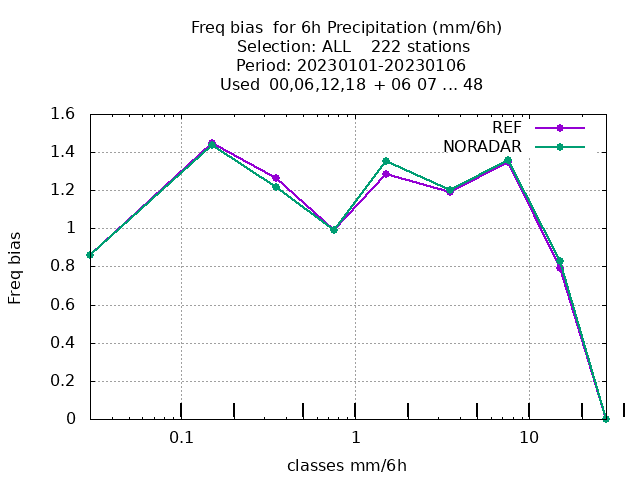 Freq bias  for 6h Precipitation (mm/6h)
Selection: ALL    222 stations
Period: 20230101-20230106
Used  00,06,12,18  + 06 07 ... 48
REF
NORADAR
1.6
1.4
1.2
1
0.8
0.6
0.4
0.2
0
Freq bias
0.1
1
10
classes mm/6h